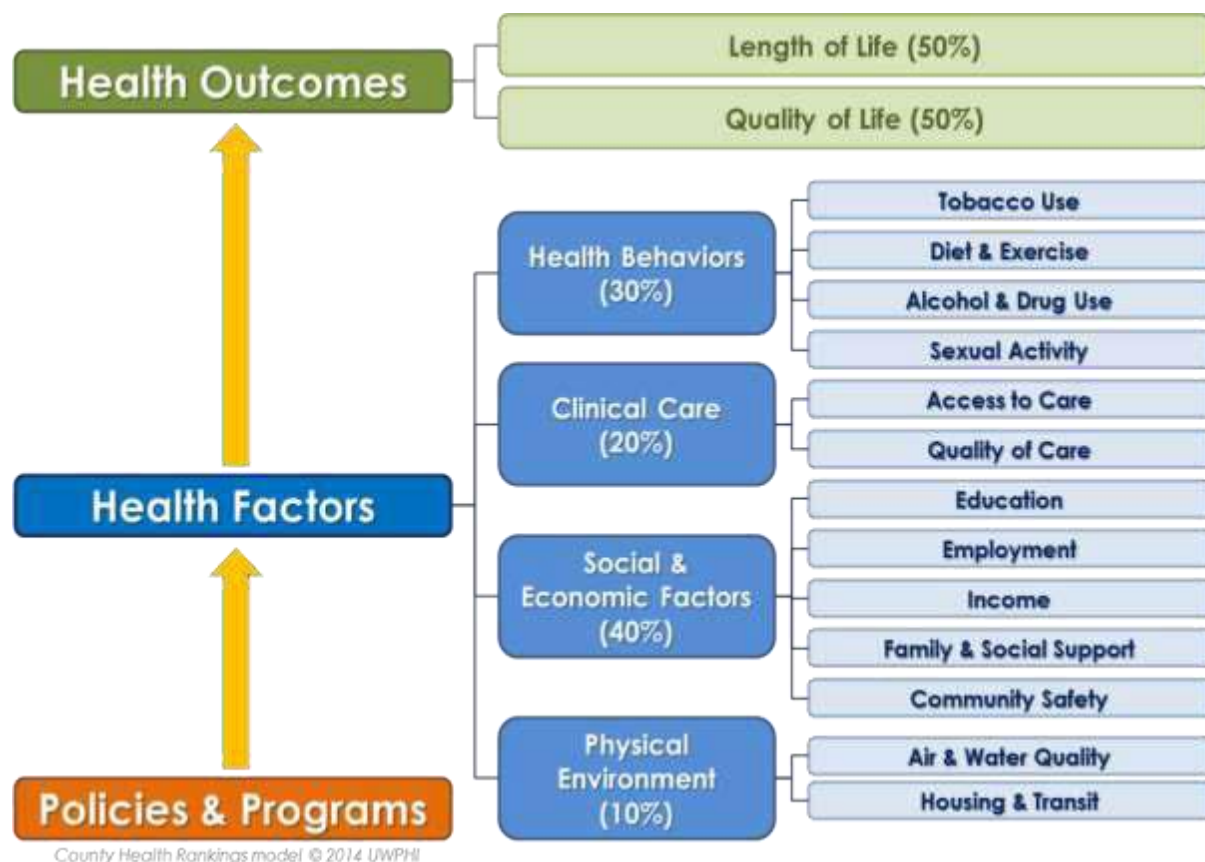 Health Outcomes
Length of Life (50%)
Quality of Life (50%)
Health Factors
Health Behaviors
(30%)
Tobacco Use
Diet & Exercise
Alcohol & Drug Use
Sexual Activity
Clinical Care
(20%)
Access to Care
Quality of Care
Social &
Economic Factors
(40%)
Education
Employment
Income
Family & Social Support
Community Safety
Physical
Environment
(10%)
Air & Water Quality
Housing & Transit
Policies & Programs
County Health Rankings model © 2014 UWPHI